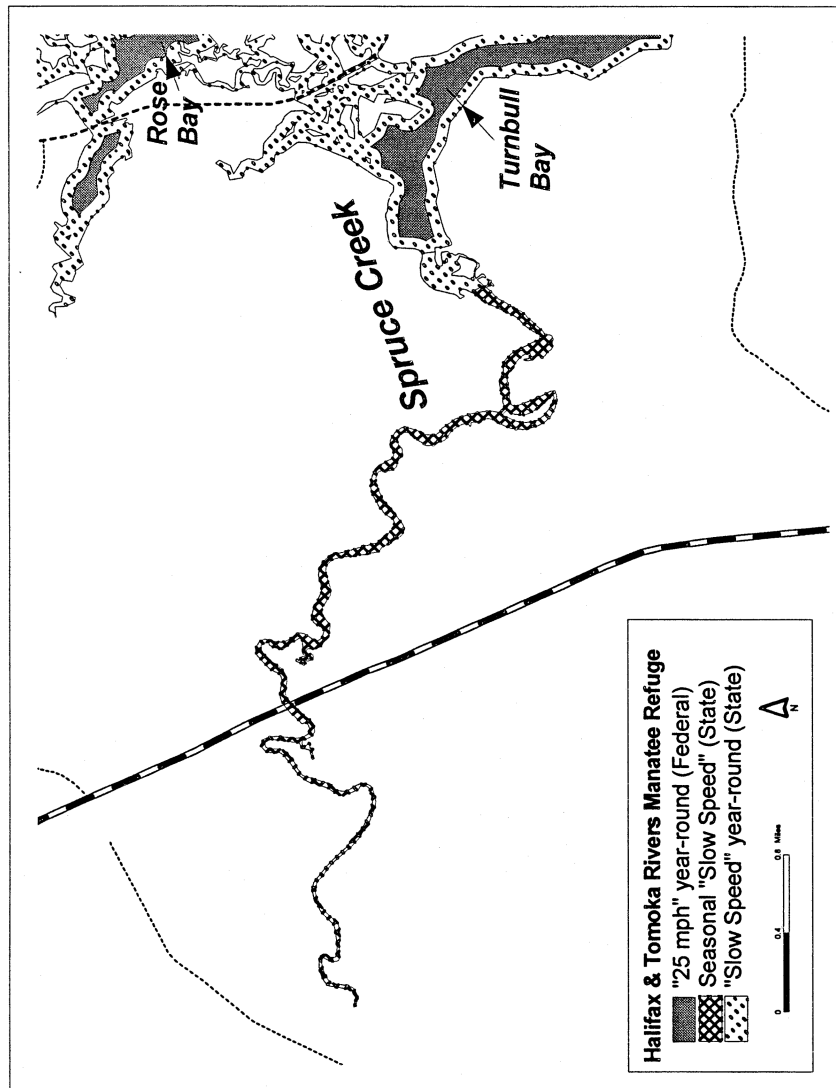 Rose
Bay
Turnbull
Bay
Spruce Creek
Halifax & Tomoka Rivers Manatee Refuge
"25 mph" year-round (Federal)
Seasonal "Slow Speed" (State)
"Slow Speed" year-round (State)
N
0 0.4 0.8 Miles